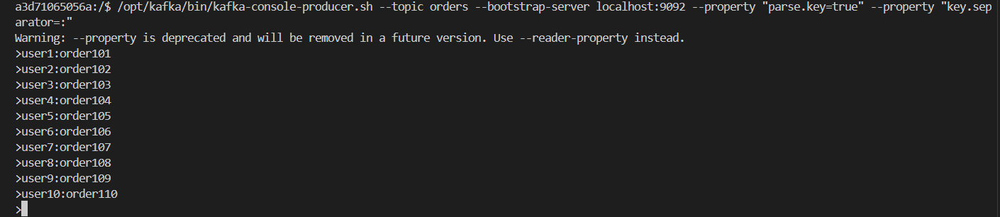 a3d71065056a:/$ /opt/kafka/bin/kafka-console-producer.sh --topic orders --bootstrap-server localhost:9092 --property "parse.key=true" --property "key.sep
arator=:"
Warning: --property is deprecated and will be removed in a future version. Use --reader-property instead.
>user1:order101
>user2:order102
>user3:order103
>user4:order104
>user5:order105
>user6:order106
>user7:order107
>user8:order108
>user9:order109
>user10:order110
>